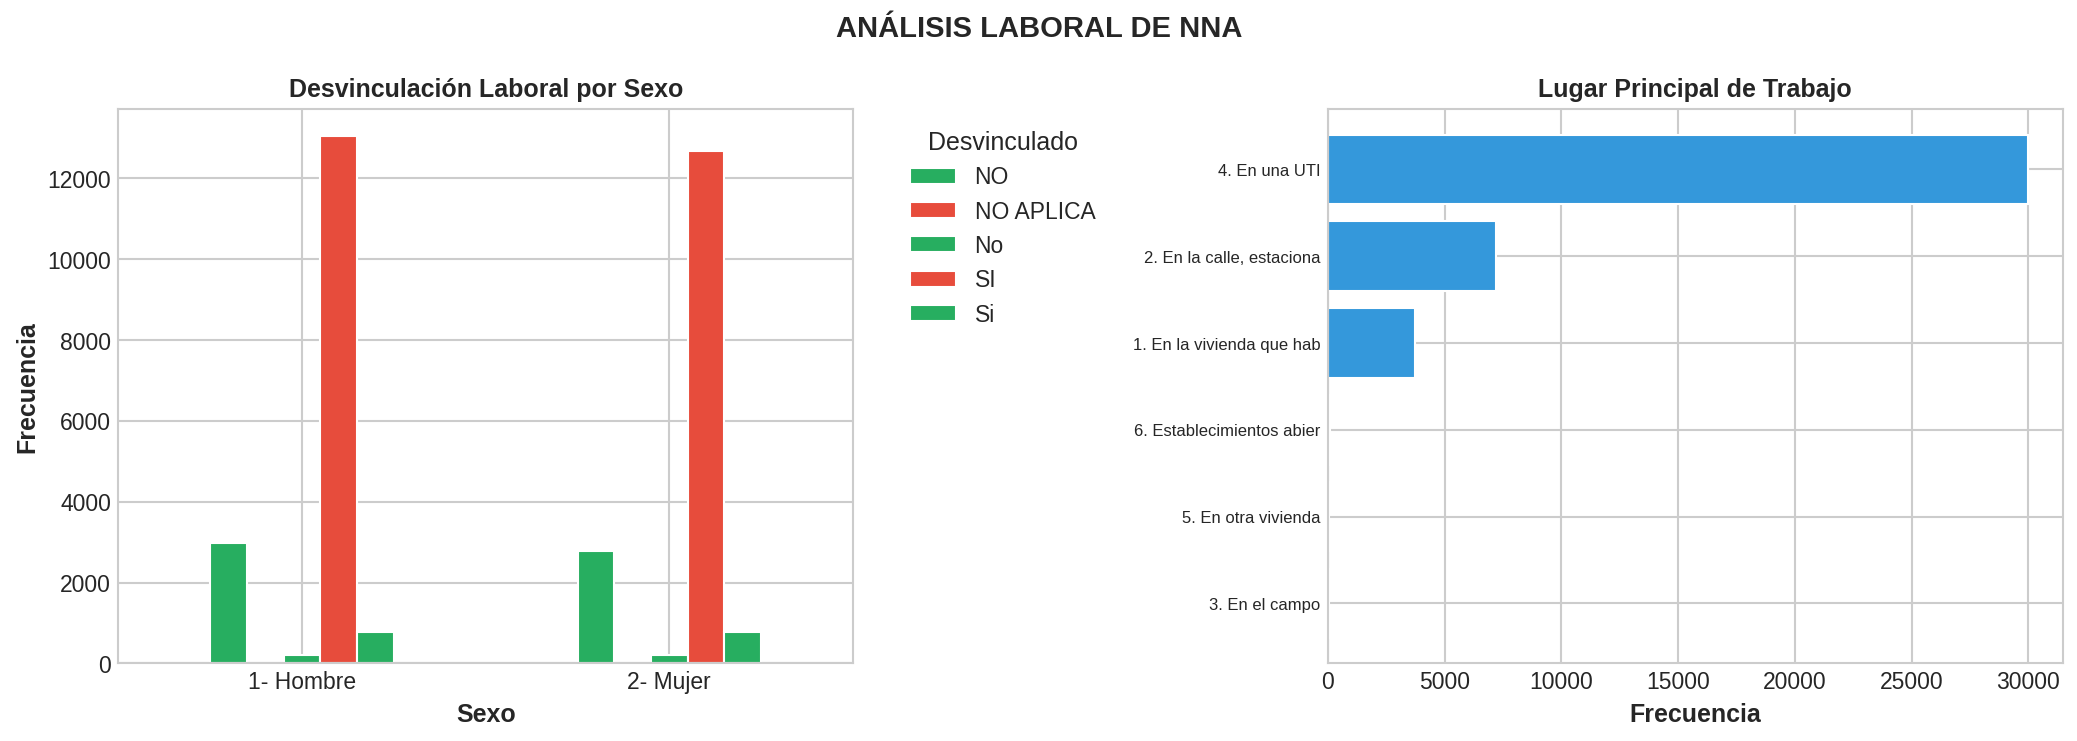 ANÁLISIS LABORAL DE NNA
Desvinculación Laboral por Sexo
Frecuencia
12000
10000
8000
6000
4000
2000
0
1- Hombre
2- Mujer
Sexo
Desvinculado
NO
NO APLICA
No
SI
Si
Lugar Principal de Trabajo
4. En una UTI
2. En la calle, estaciona
1. En la vivienda que hab
6. Establecimientos abier
5. En otra vivienda
3. En el campo
0
5000
10000
15000
20000
25000
30000
Frecuencia